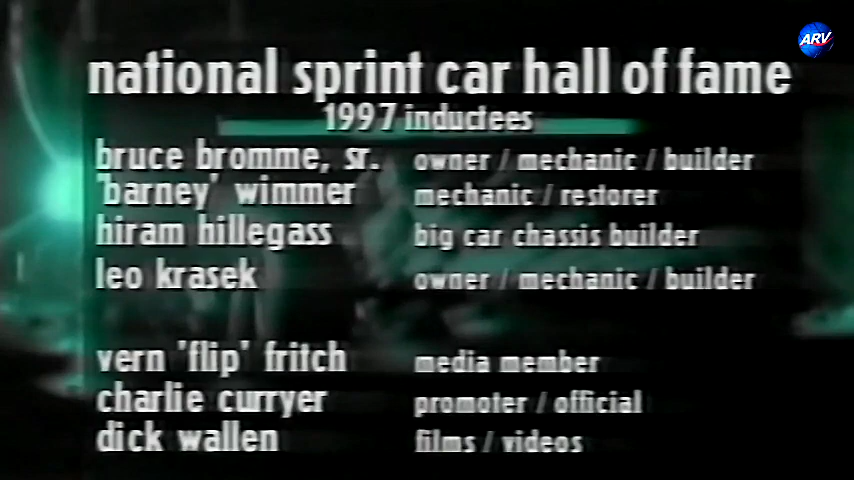 ARV
national sprint car hall of fame
1997 inductees
bruce bromme, sr. owner / mechanic / builder
'barney' wimmer mechanic / restorer
hiram hillegass big car chassis builder
leo krasek owner / mechanic / builder
vern 'flip' fritch media member
charlie curryer promoter / official
dick wallen films / videos